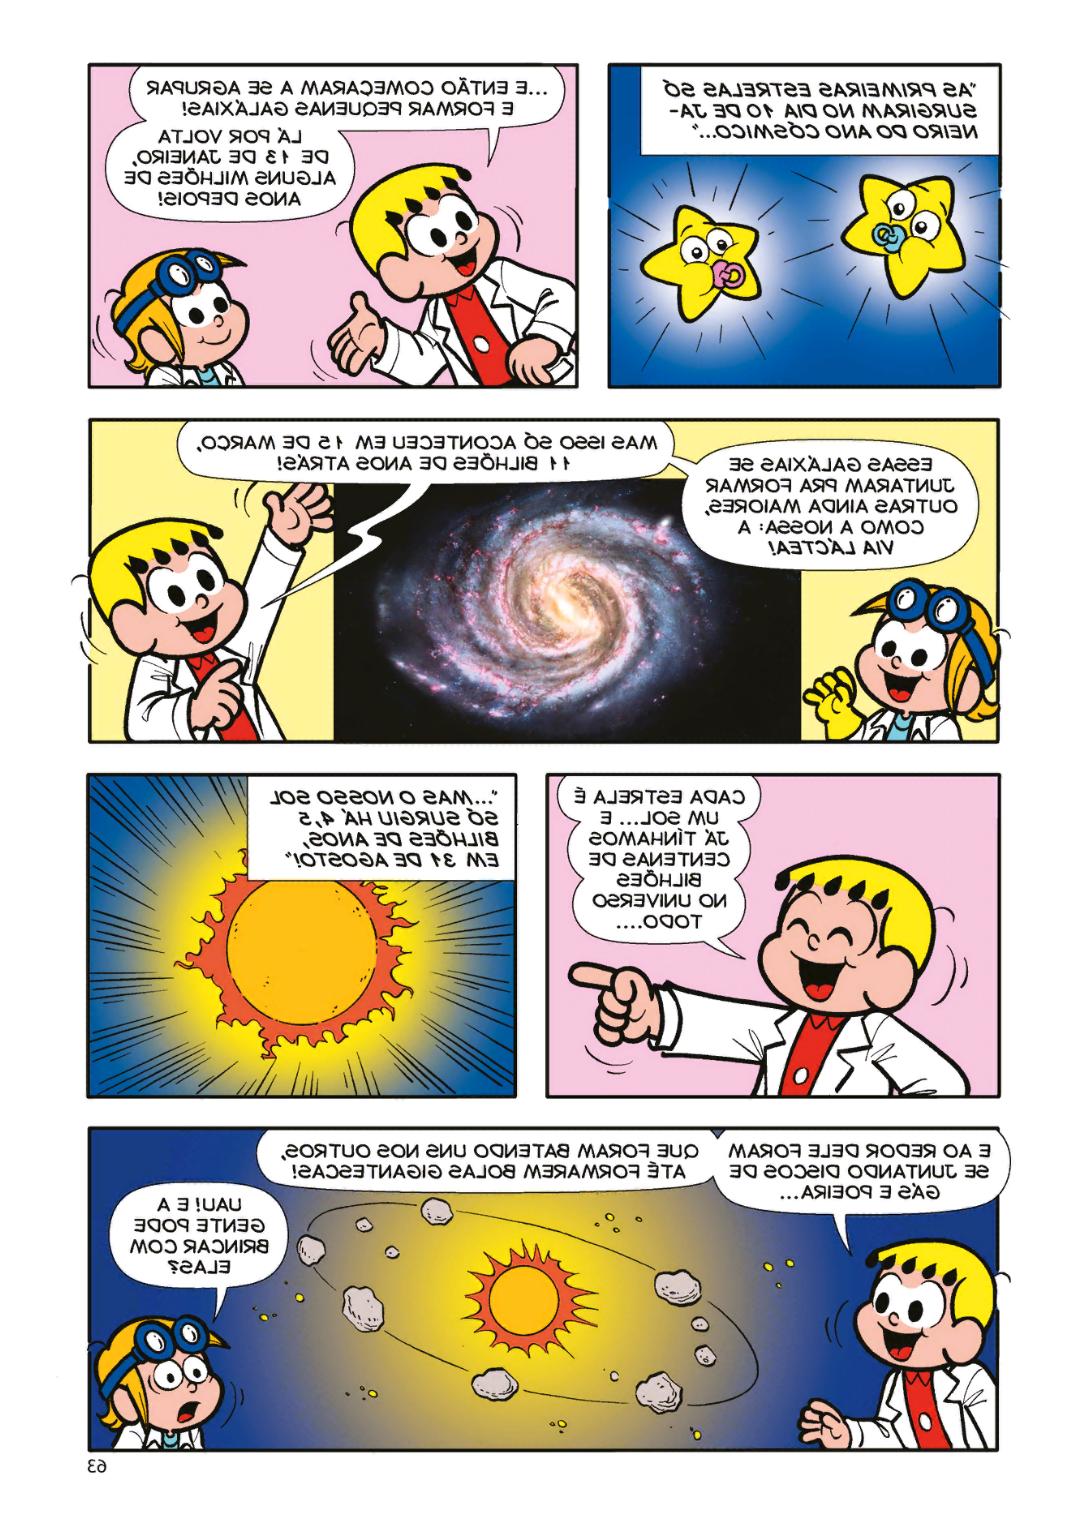 "AS PRIMEIRAS ESTRELAS SÓ
SURGIRAM NO DIA 10 DE JA-
NEIRO DO ANO CÓSMICO..."
...E ENTÃO COMEÇARAM A SE AGRUPAR
E FORMAR PEQUENAS GALÁXIAS!
LÁ POR VOLTA
DE 13 DE JANEIRO,
ALGUNS MILHÕES DE
ANOS DEPOIS!
ESSAS GALÁXIAS SE
JUNTARAM PRA FORMAR
OUTRAS AINDA MAIORES,
COMO A NOSSA: A
VIA LÁCTEA!
MAS ISSO SÓ ACONTECEU EM 15 DE MARÇO,
11 BILHÕES DE ANOS ATRÁS!
CADA ESTRELA É
UM SOL... E
JÁ TÍNHAMOS
CENTENAS DE
BILHÕES
NO UNIVERSO
TODO....
"...MAS O NOSSO SOL
SÓ SURGIU HÁ 4,5
BILHÕES DE ANOS,
EM 31 DE AGOSTO!"
E AO REDOR DELE FORAM
SE JUNTANDO DISCOS DE
GÁS E POEIRA...
QUE FORAM BATENDO UNS NOS OUTROS,
ATÉ FORMAREM BOLAS GIGANTESCAS!
UAU! E A
GENTE PODE
BRINCAR COM
ELAS?
63